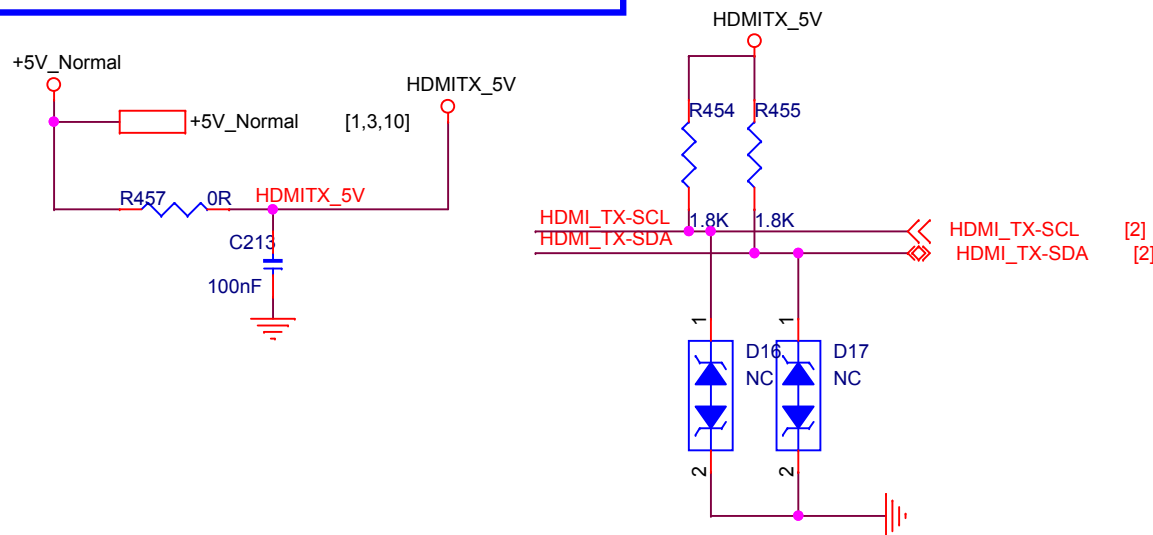 HDMITX_5V
+5V_Normal
HDMITX_5V
+5V_Normal [1,3,10]
R454 R455
R457 0R HDMITX_5V
HDMI_TX-SCL 1.8K 1.8K HDMI_TX-SCL [2]
HDMI_TX-SDA HDMI_TX-SDA [2]
C213
100nF
1 1
D16 D17
NC NC
2 2